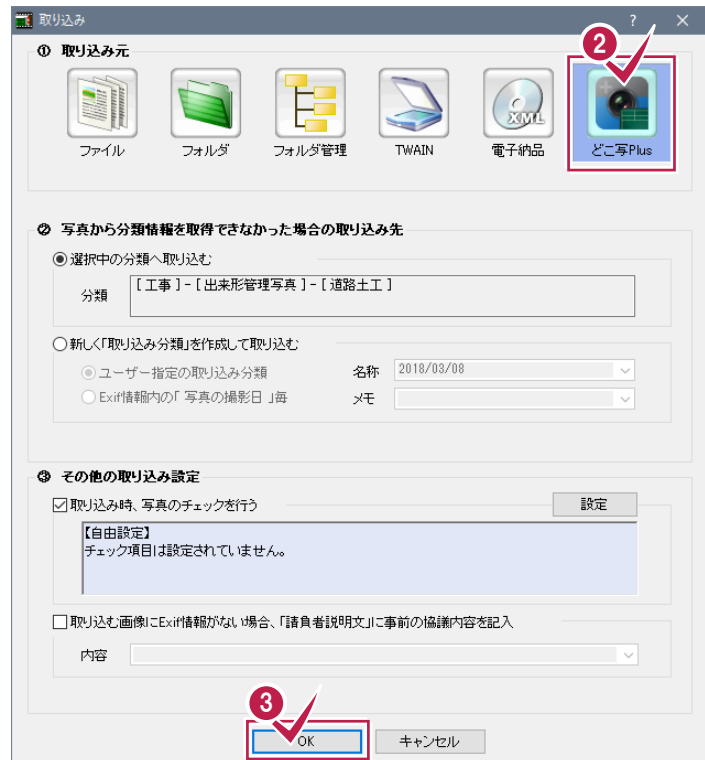 取り込み
?
①  取り込み元
2
ファイル
フォルダ
フォルダ管理
TWAIN
XML
電子納品
どこ写Plus
②  写真から分類情報を取得できなかった場合の取り込み先
選択中の分類へ取り込む
分類
[ 工事 ] - [ 出来形管理写真 ] - [ 道路土工 ]
新しく「取り込み分類」を作成して取り込む
ユーザー指定の取り込み分類
名称
2018/03/08
Exif情報内の「 写真の撮影日 」毎
メモ
③  その他の取り込み設定
取り込み時、写真のチェックを行う
設定
【自由設定】
チェック項目は設定されていません。
取り込む画像にExif情報がない場合、「請負者説明文」に事前の協議内容を記入
内容
3
OK
キャンセル